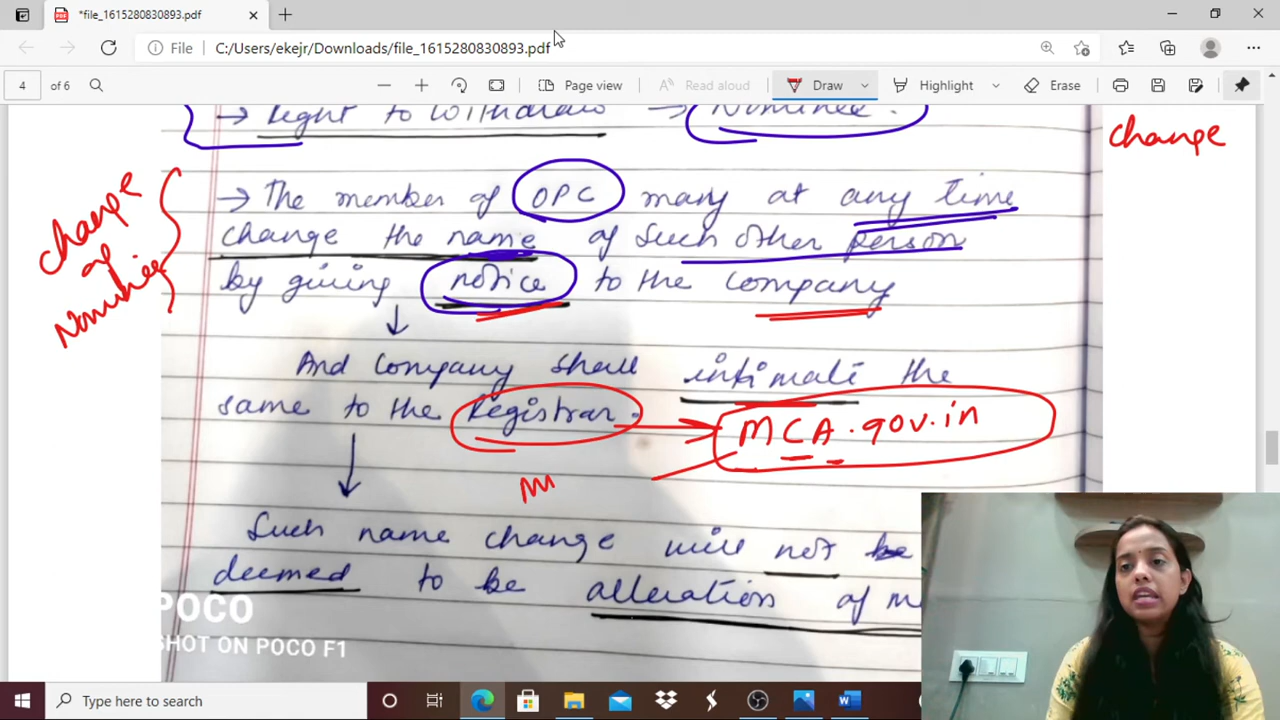 *file_1615280830893.pdf
File C:/Users/ekejr/Downloads/file_1615280830893.pdf
4 of 6 Page view Read aloud Draw Highlight Erase
→ Right to Withdraw → Nominee.
change
→ The member of OPC many at any time
change the name of such other person
by giving notice to the Company
change
of
Nominee
And Company shall intimate the
same to the Registrar.
MCA.gov.in
Such name change will not be
deemed to be alteration of
POCO
SHOT ON POCO F1
Type here to search